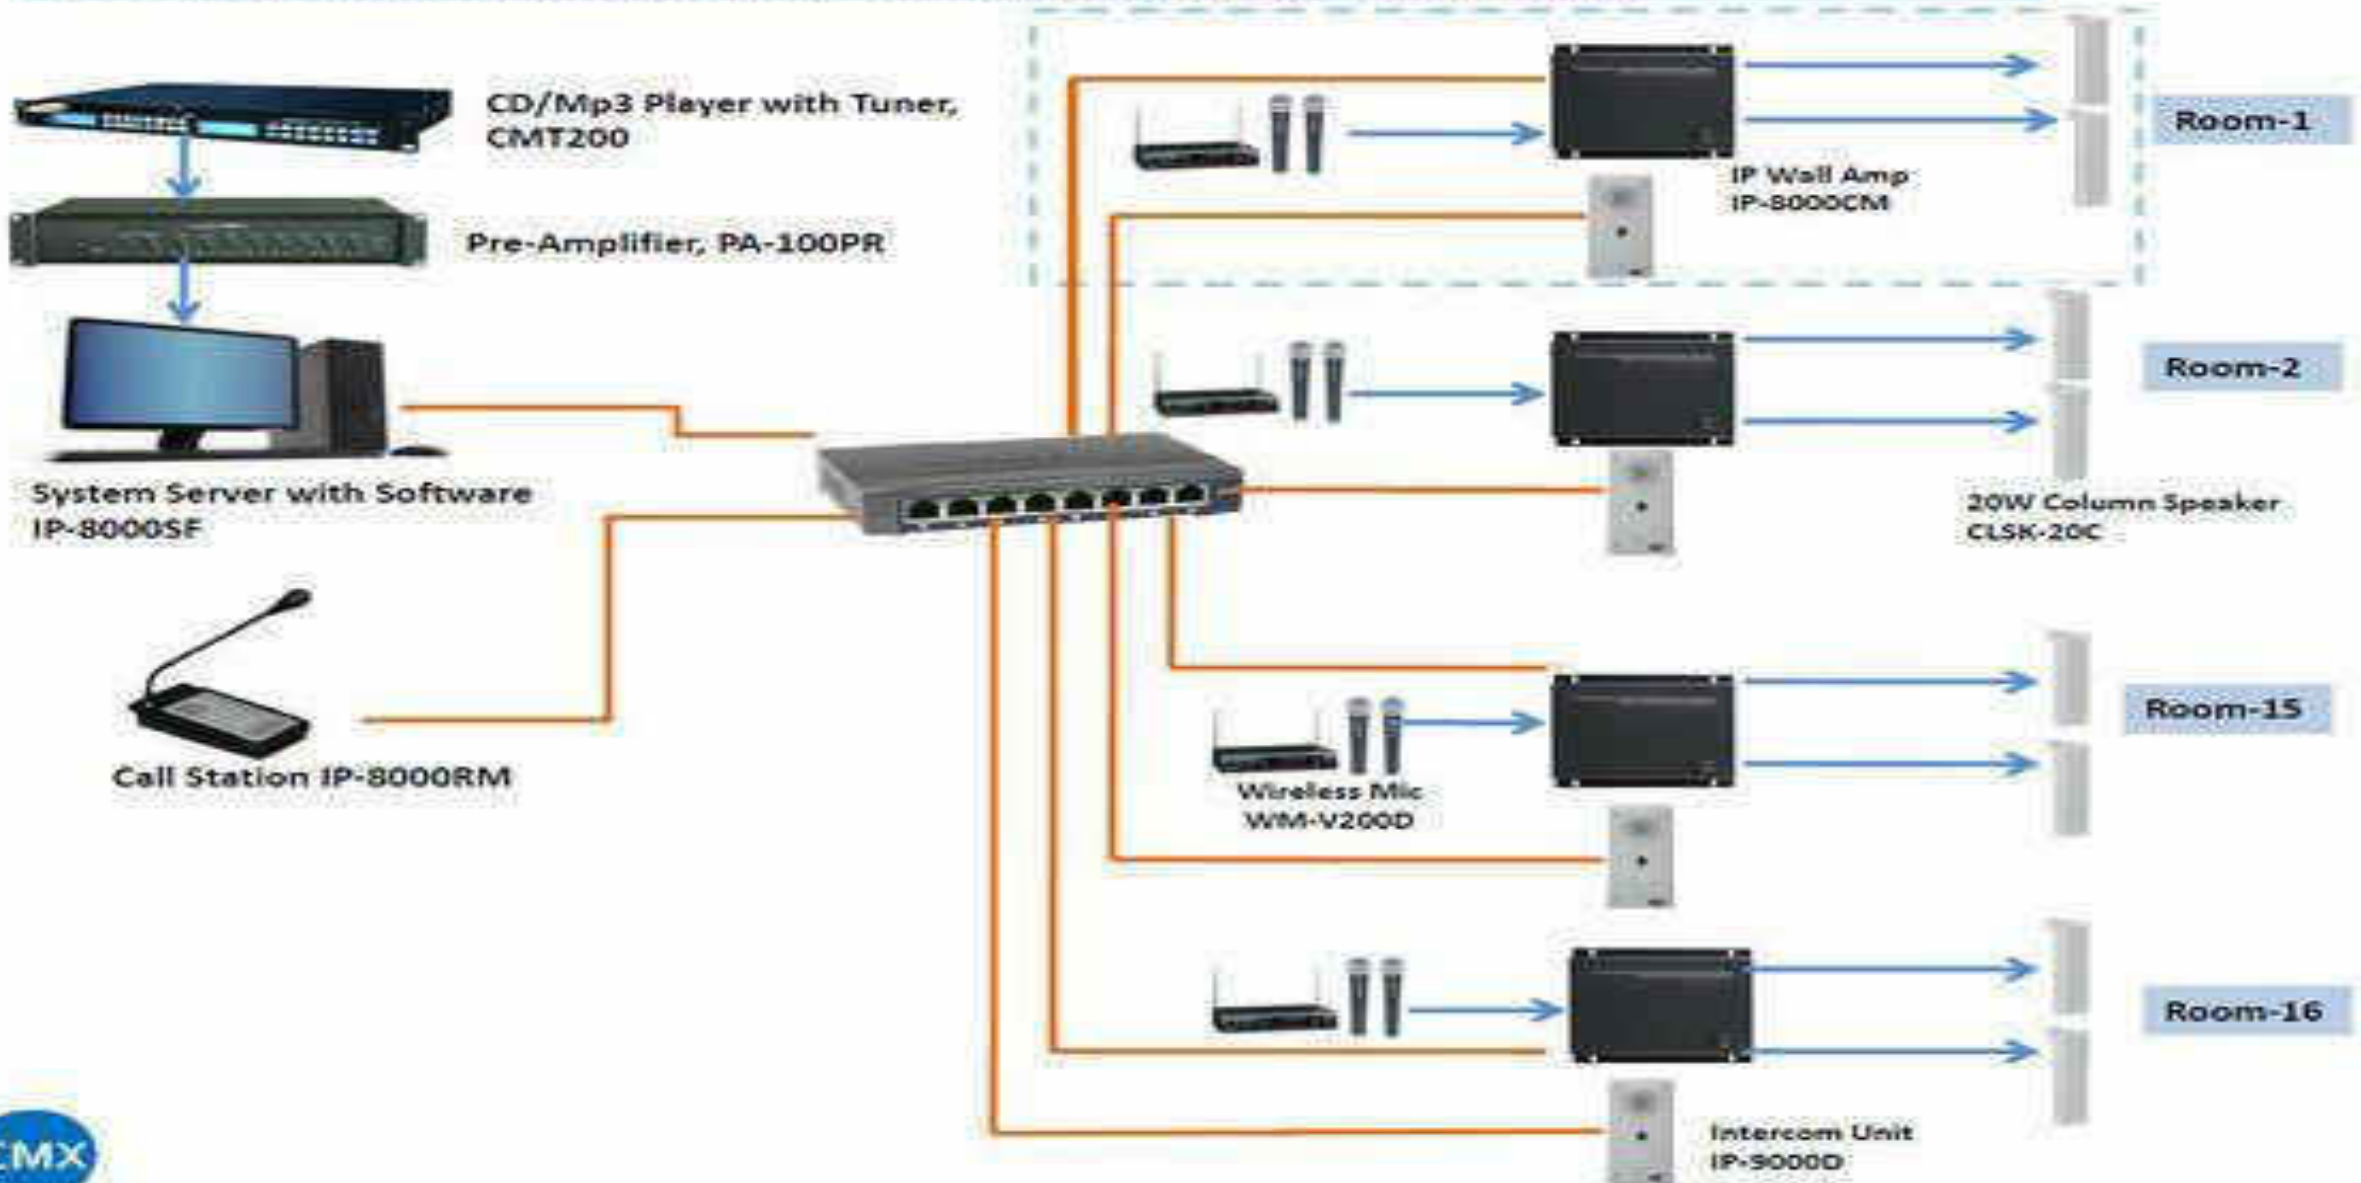 CD/Mp3 Player with Tuner,
CMT200
Pre-Amplifier, PA-100PR
System Server with Software
IP-8000SF
Call Station IP-8000RM
IP Wall Amp
IP-8000CM
Room-1
Room-2
20W Column Speaker
CLSK-20C
Room-15
Wireless Mic
WM-V200D
Room-16
Intercom Unit
IP-9000D
CMX